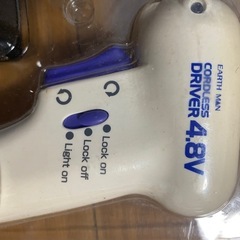 EARTH MAN
CORDLESS
DRIVER 4.8V
Lock on
Lock off
Light on